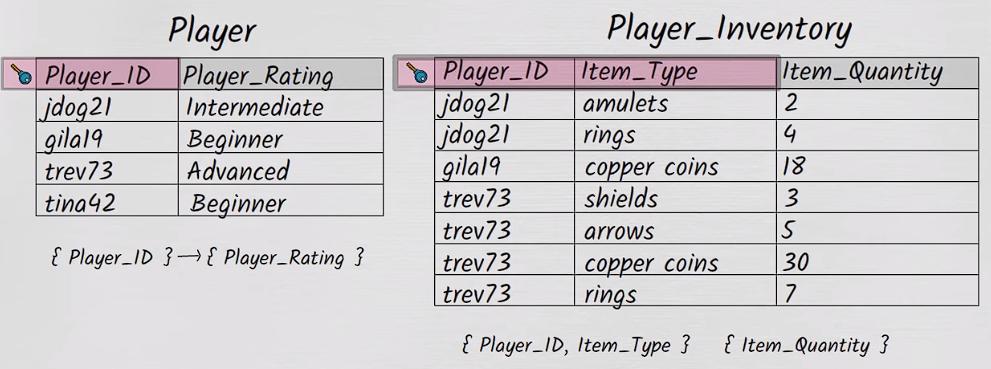 Player
Player_ID Player_Rating
jdog21 Intermediate
gila19 Beginner
trev73 Advanced
tina42 Beginner
{ Player_ID } → { Player_Rating }
Player_Inventory
Player_ID Item_Type Item_Quantity
jdog21 amulets 2
jdog21 rings 4
gila19 copper coins 18
trev73 shields 3
trev73 arrows 5
trev73 copper coins 30
trev73 rings 7
{ Player_ID, Item_Type } { Item_Quantity }